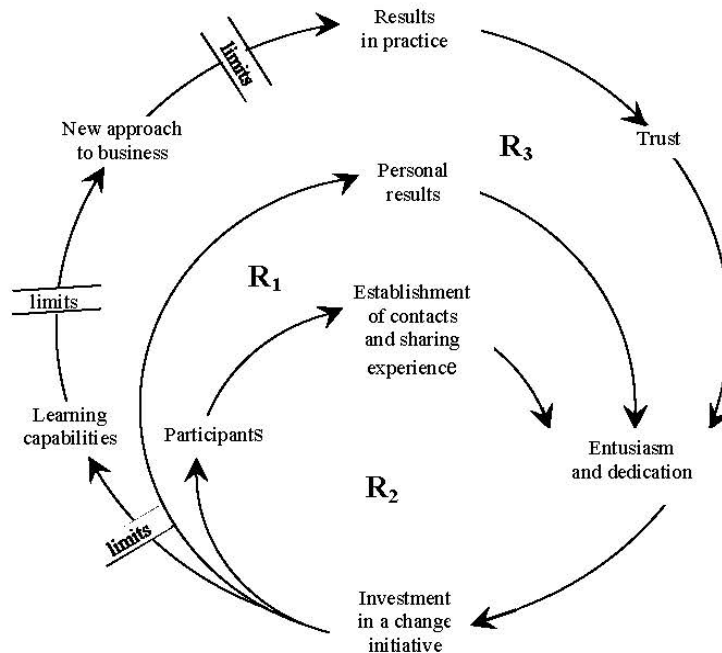 Results
in practice
limits
New approach
to business
Trust
R3
Personal
results
R1
Establishment
of contacts
and sharing
experience
limits
Learning
capabilities
Participants
Entusiasm
and dedication
R2
limits
Investment
in a change
initiative